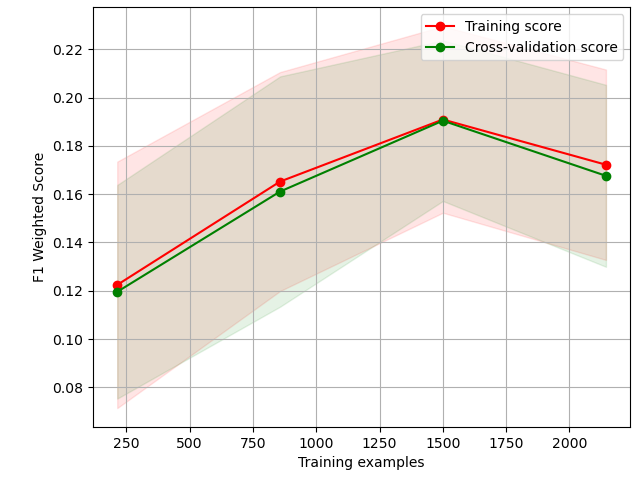 Training score
Cross-validation score
0.22
0.20
0.18
0.16
0.14
0.12
0.10
0.08
F1 Weighted Score
250 500 750 1000 1250 1500 1750 2000
Training examples